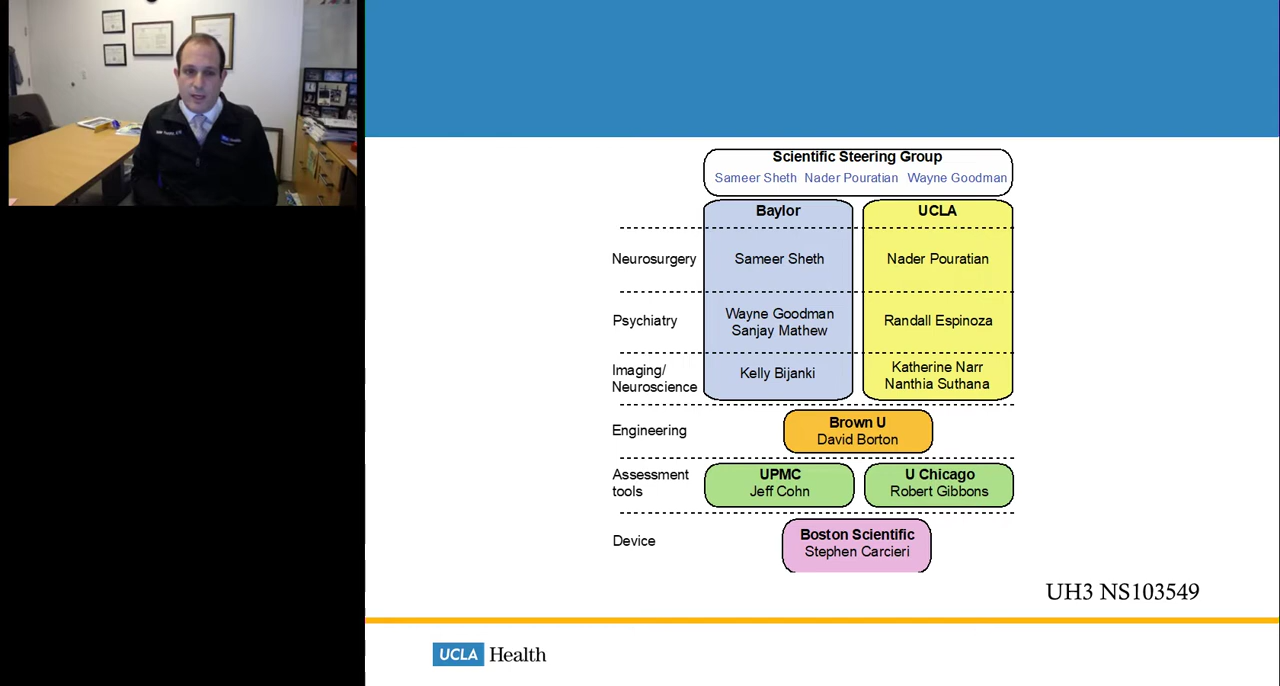 Scientific Steering Group
Sameer Sheth Nader Pouratian Wayne Goodman
Baylor
UCLA
Neurosurgery
Sameer Sheth
Nader Pouratian
Psychiatry
Wayne Goodman
Sanjay Mathew
Randall Espinoza
Imaging/
Neuroscience
Kelly Bijanki
Katherine Narr
Nanthia Suthana
Engineering
Brown U
David Borton
Assessment
tools
UPMC
Jeff Cohn
U Chicago
Robert Gibbons
Device
Boston Scientific
Stephen Carcieri
UH3 NS103549
UCLA Health